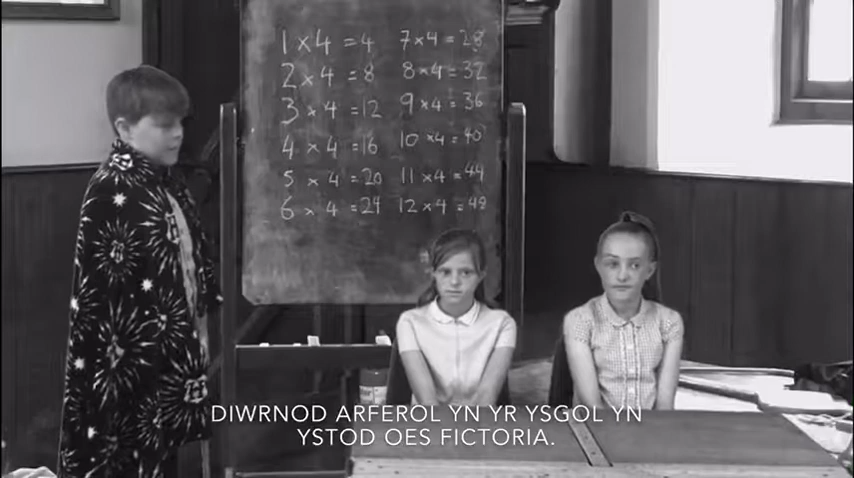 1 x 4 = 4
2 x 4 = 8
3 x 4 = 12
4 x 4 = 16
5 x 4 = 20
6 x 4 = 24
7 x 4 = 28
8 x 4 = 32
9 x 4 = 36
10 x 4 = 40
11 x 4 = 44
12 x 4 = 48
DIWRNOD ARFEROL YN YR YSGOL YN
YSTOD OES FICTORIA.